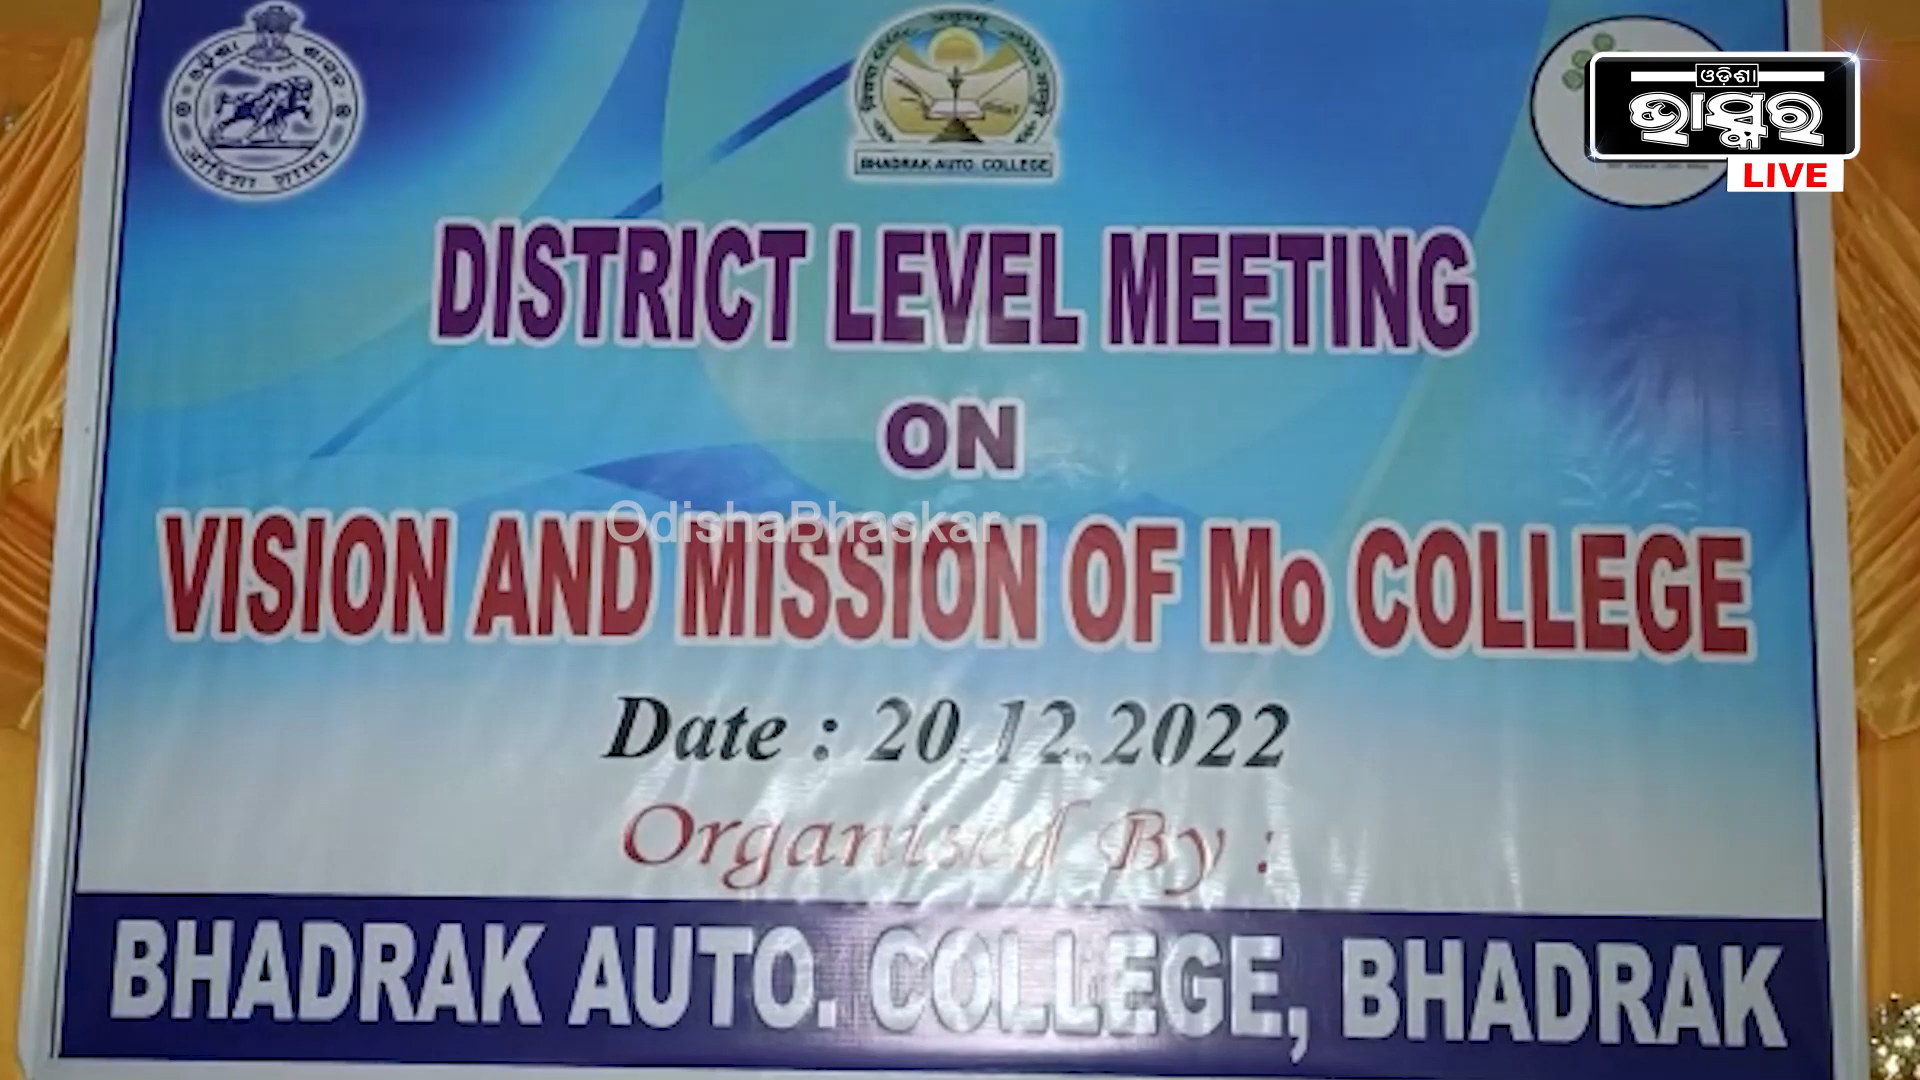 ଓଡ଼ିଶା
ଭାସ୍କର
LIVE
BHADRAK AUTO. COLLEGE
DISTRICT LEVEL MEETING
ON
VISION AND MISSION OF Mo COLLEGE
OdishaBhaskar
Date : 20.12.2022
Organised By :
BHADRAK AUTO. COLLEGE, BHADRAK